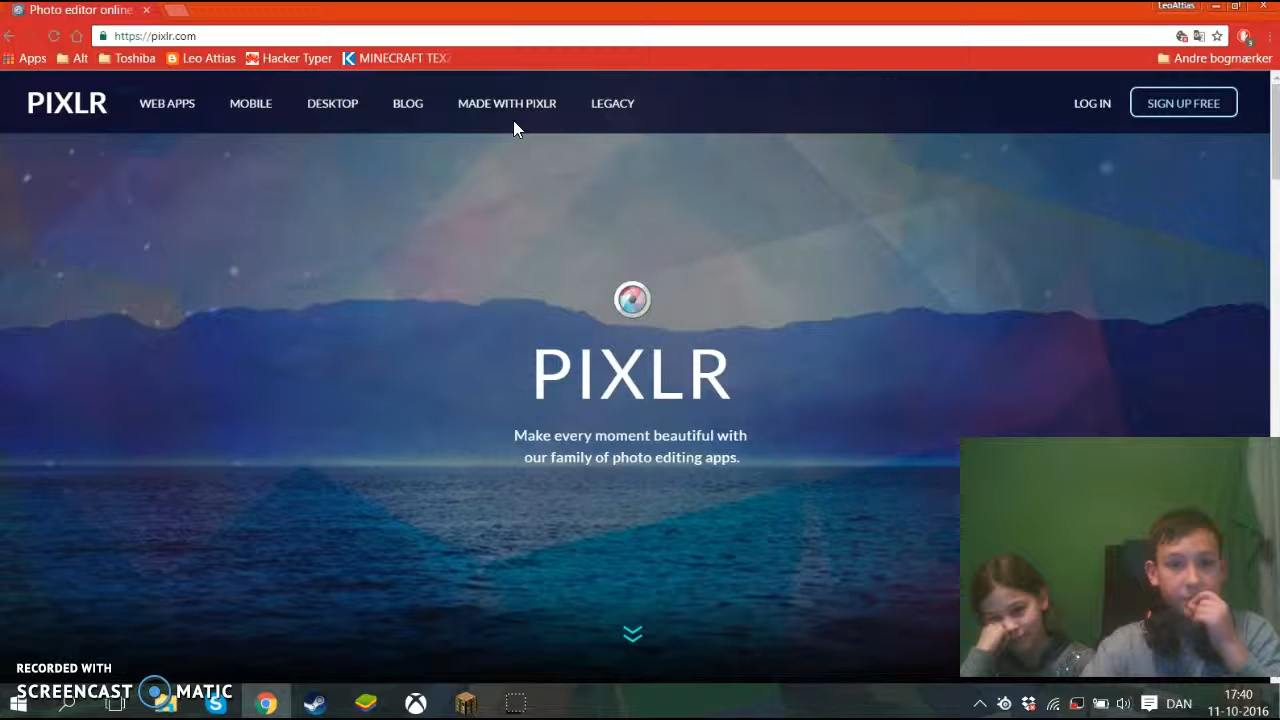 LeoAttias
Photo editor online
https://pixlr.com
Apps Alt Toshiba Leo Attias Hacker Typer MINECRAFT TEX Andre bogmærker
PIXLR WEB APPS MOBILE DESKTOP BLOG MADE WITH PIXLR LEGACY LOG IN SIGN UP FREE
PIXLR
Make every moment beautiful with
our family of photo editing apps.
RECORDED WITH
SCREENCAST MATIC
DAN
17:40
11-10-2016